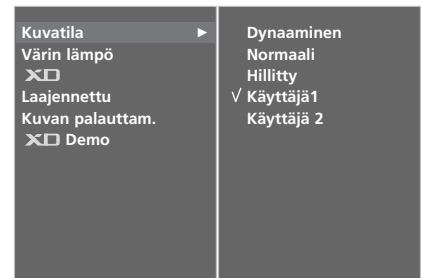 Kuvatila
Värin lämpö
XD
Laajennettu
Kuvan palauttam.
XD Demo
Dynaaminen
Normaali
Hillitty
√ Käyttäjä1
Käyttäjä 2